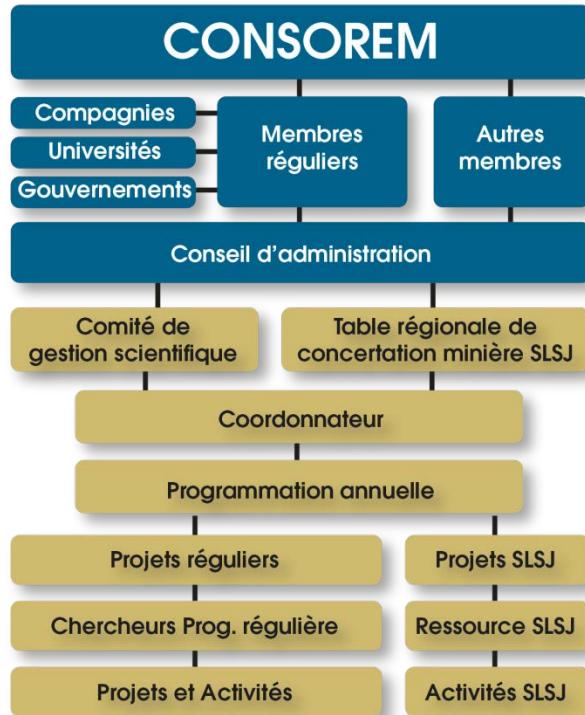 CONSOREM
Compagnies
Universités
Gouvernements
Membres
réguliers
Autres
membres
Conseil d'administration
Comité de
gestion scientifique
Table régionale de
concertation minière SLSJ
Coordonnateur
Programmation annuelle
Projets réguliers
Projets SLSJ
Chercheurs Prog. régulière
Ressource SLSJ
Projets et Activités
Activités SLSJ